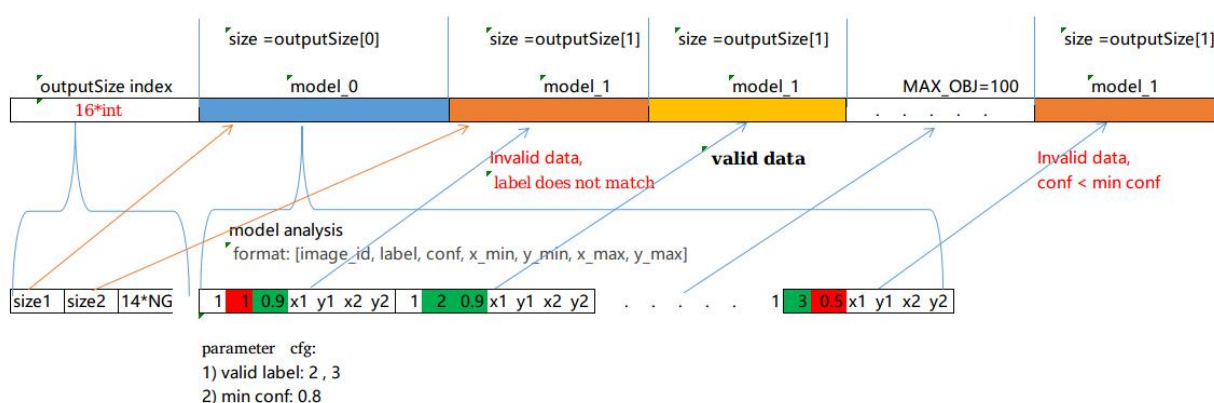 size =outputSize[0]
size =outputSize[1]
size =outputSize[1]
size =outputSize[1]
outputSize index
model_0
model_1
model_1
MAX_OBJ=100
model_1
16*int
. . . . .
Invalid data,
label does not match
valid data
Invalid data,
conf < min conf
model analysis
format: [image_id, label, conf, x_min, y_min, x_max, y_max]
size1 size2 14*NG
1 1 0.9 x1 y1 x2 y2 1 2 0.9 x1 y1 x2 y2 . . . . . 1 3 0.5 x1 y1 x2 y2
parameter cfg:
1) valid label: 2 , 3
2) min conf: 0.8